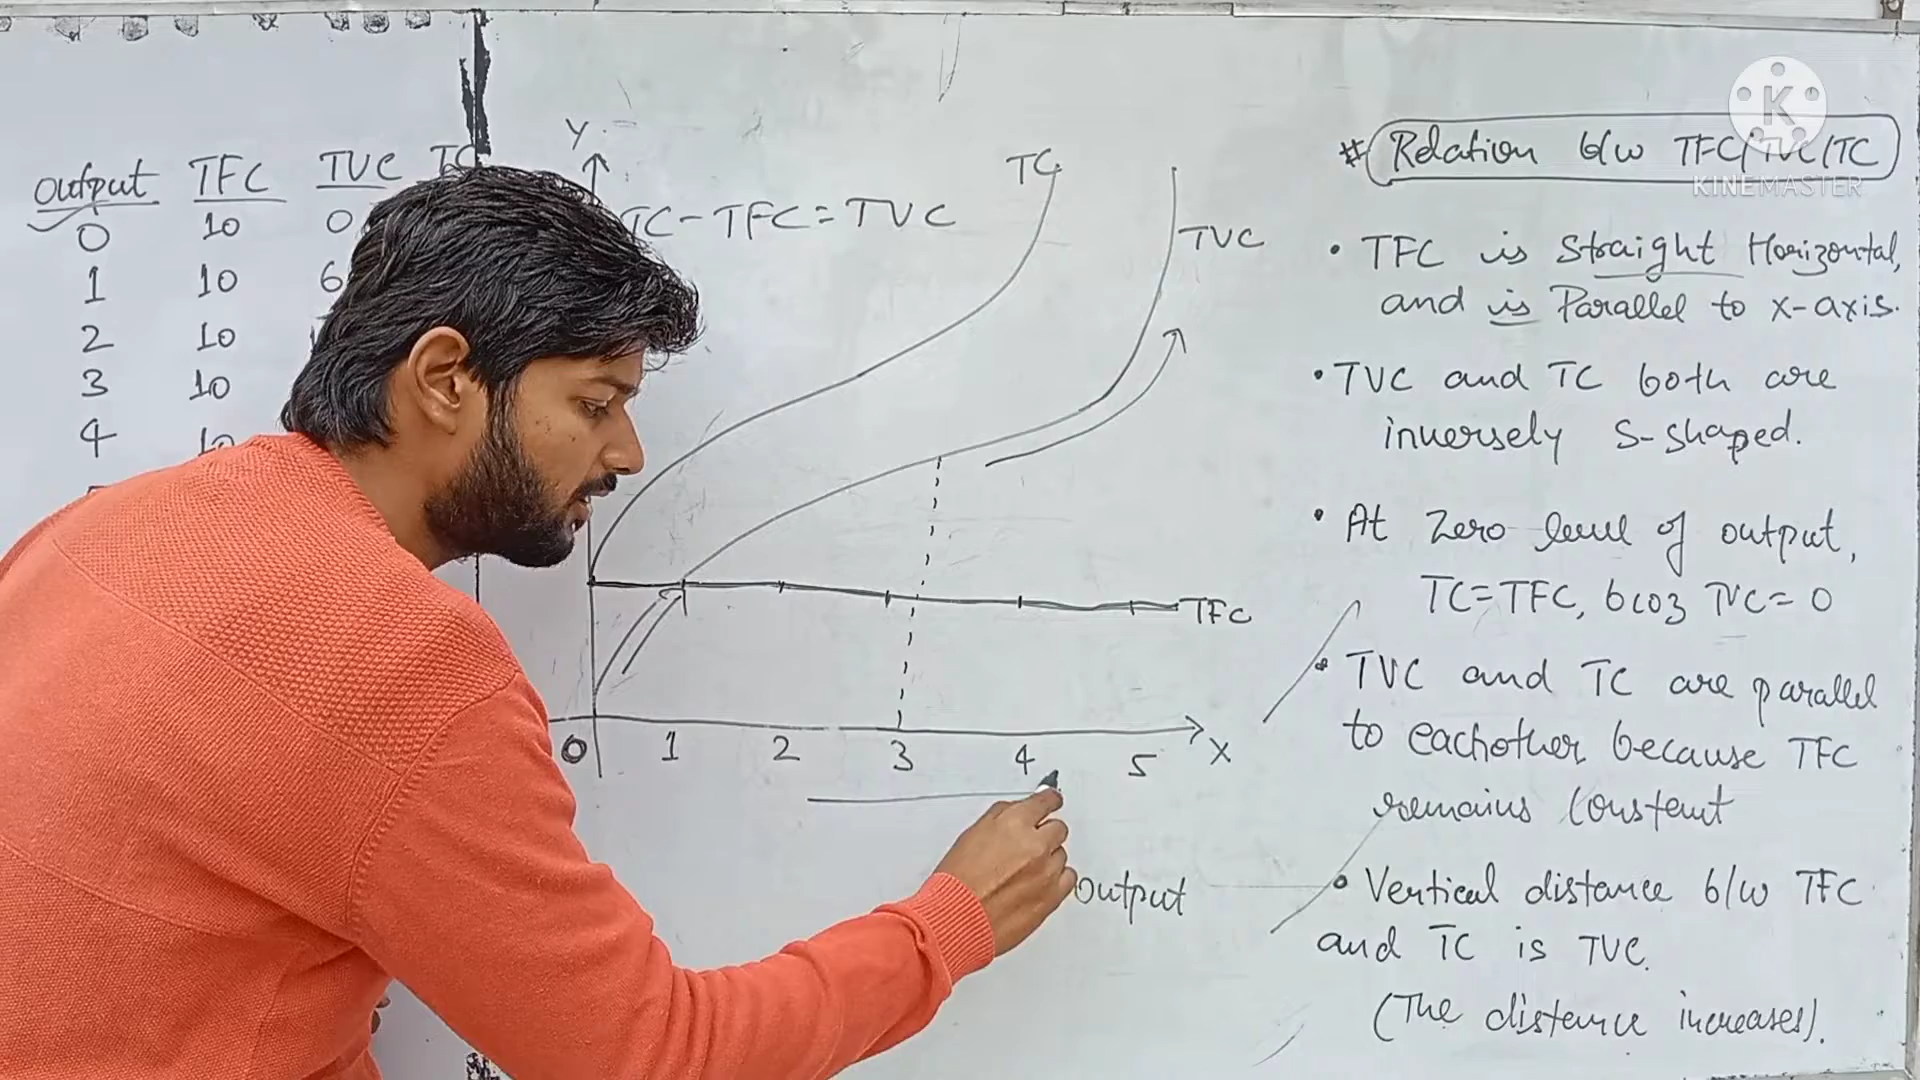 output TFC TVC TC
0 10 0
1 10 6
2 10
3 10
4 10
Y
TC - TFC = TVC
TC
TVC
TFC
0 1 2 3 4 5 X
output
K
KINEMASTER
# Relation b/w TFC/TVC/TC
• TFC is Straight Horizontal,
and is Parallel to x-axis.
• TVC and TC both are
inversely S-shaped.
• At Zero level of output,
TC=TFC, bcoz TVC=0
• TVC and TC are parallel
to eachother because TFC
remains Constant
• Vertical distance b/w TFC
and TC is TVC.
(The distance increases).